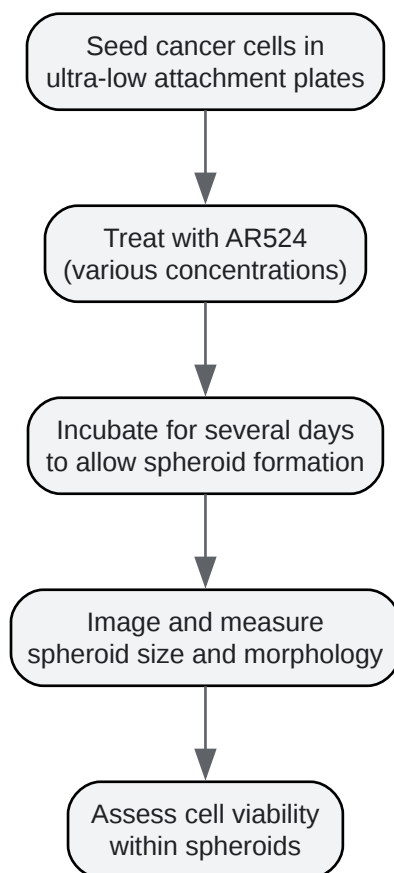 Seed cancer cells in
ultra-low attachment plates
Treat with AR524
(various concentrations)
Incubate for several days
to allow spheroid formation
Image and measure
spheroid size and morphology
Assess cell viability
within spheroids